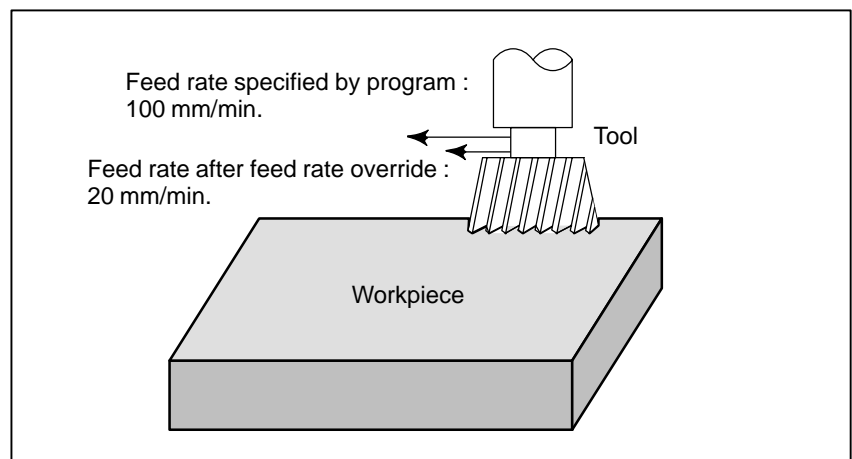 Feed rate specified by program :
100 mm/min.
Tool
Feed rate after feed rate override :
20 mm/min.
Workpiece